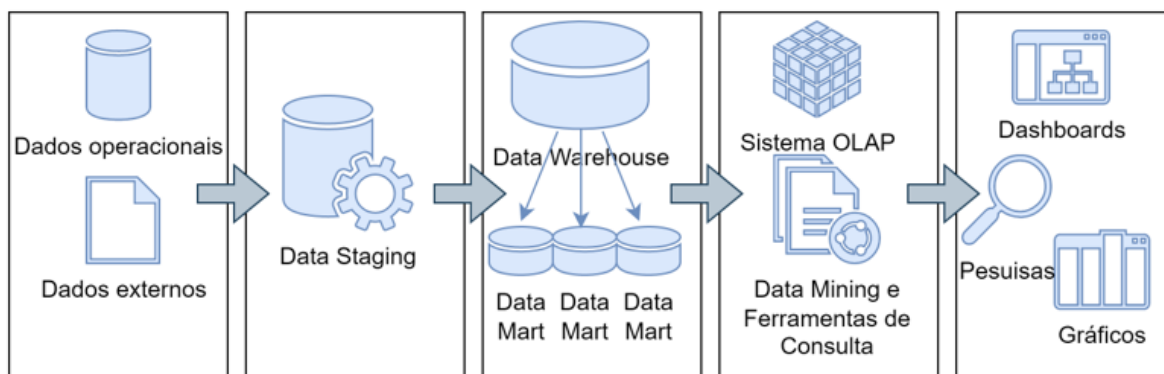 Dados operacionais
Dados externos
Data Staging
Data Warehouse
Data Mart
Data Mart
Data Mart
Sistema OLAP
Data Mining e
Ferramentas de
Consulta
Dashboards
Pesuisas
Gráficos